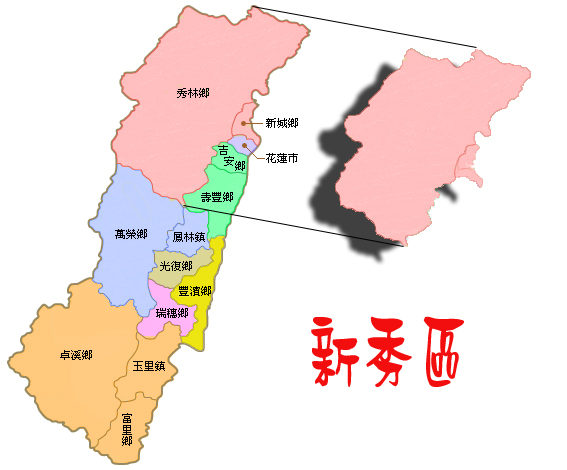 秀林鄉
新城鄉
花蓮市
吉安鄉
壽豐鄉
萬榮鄉
鳳林鎮
光復鄉
豐濱鄉
瑞穗鄉
卓溪鄉
玉里鎮
富里鄉
新秀區